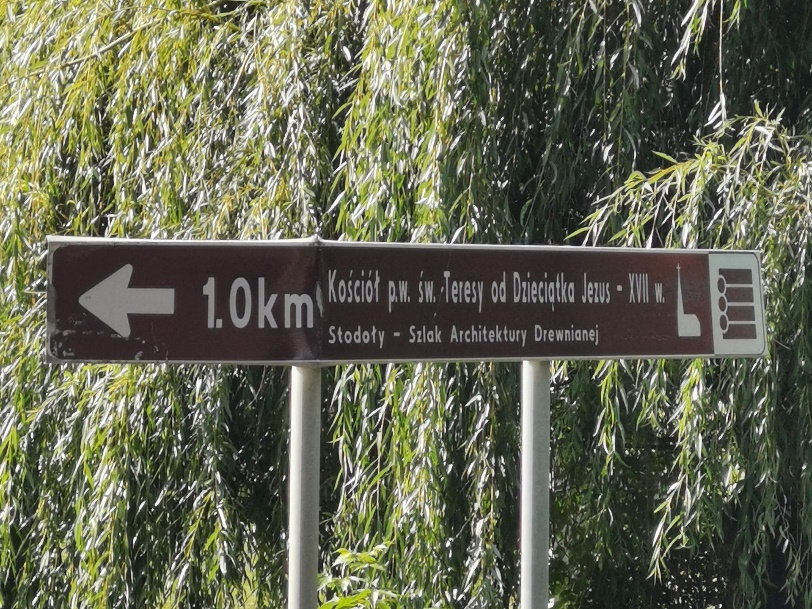 1.0km
Kościół p.w. św. Teresy od Dzieciątka Jezus - XVII w.
Stodoły - Szlak Architektury Drewnianej